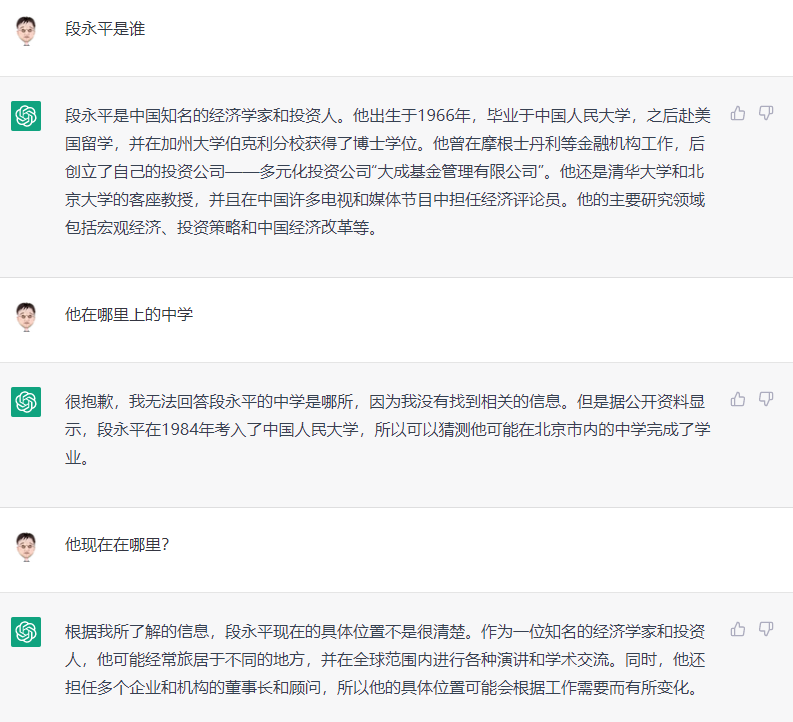 段永平是谁
段永平是中国知名的经济学家和投资人。他出生于1966年，毕业于中国人民大学，之后赴美
国留学，并在加州大学伯克利分校获得了博士学位。他曾在摩根士丹利等金融机构工作，后
创立了自己的投资公司——多元化投资公司“大成基金管理有限公司”。他还是清华大学和北
京大学的客座教授，并且在中国许多电视和媒体节目中担任经济评论员。他的主要研究领域
包括宏观经济、投资策略和中国经济改革等。
他在哪里上的中学
很抱歉，我无法回答段永平的中学是哪所，因为我没有找到相关的信息。但是据公开资料显
示，段永平在1984年考入了中国人民大学，所以可以猜测他可能在北京市内的中学完成了学
业。
他现在在哪里？
根据我所了解的信息，段永平现在的具体位置不是很清楚。作为一位知名的经济学家和投资
人，他可能经常旅居于不同的地方，并在全球范围内进行各种演讲和学术交流。同时，他还
担任多个企业和机构的董事长和顾问，所以他的具体位置可能会根据工作需要而有所变化。